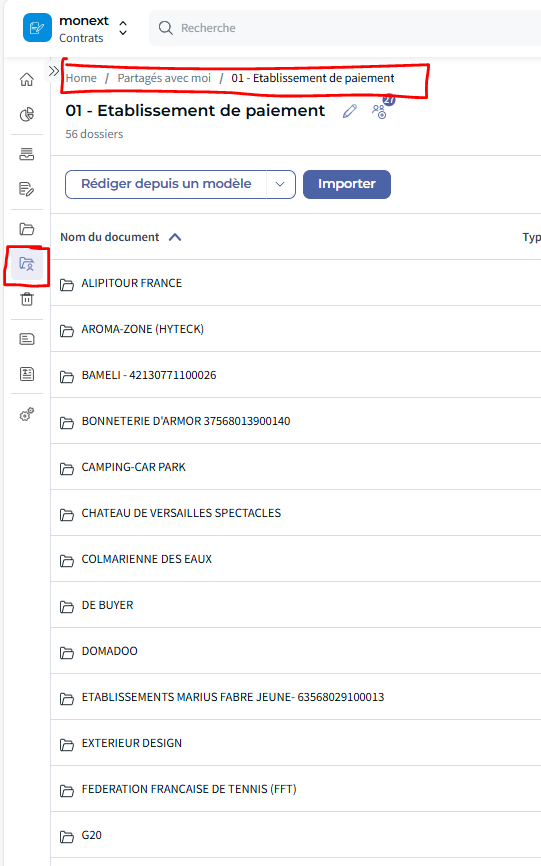 monext
Contrats
Recherche
Home / Partagés avec moi / 01 - Etablissement de paiement
01 - Etablissement de paiement
27
56 dossiers
Rédiger depuis un modèle
Importer
Nom du document
Typ
ALIPITOUR FRANCE
AROMA-ZONE (HYTECK)
BAMELI - 42130771100026
BONNETERIE D'ARMOR 37568013900140
CAMPING-CAR PARK
CHATEAU DE VERSAILLES SPECTACLES
COLMARIENNE DES EAUX
DE BUYER
DOMADOO
ETABLISSEMENTS MARIUS FABRE JEUNE- 63568029100013
EXTERIEUR DESIGN
FEDERATION FRANCAISE DE TENNIS (FFT)
G20